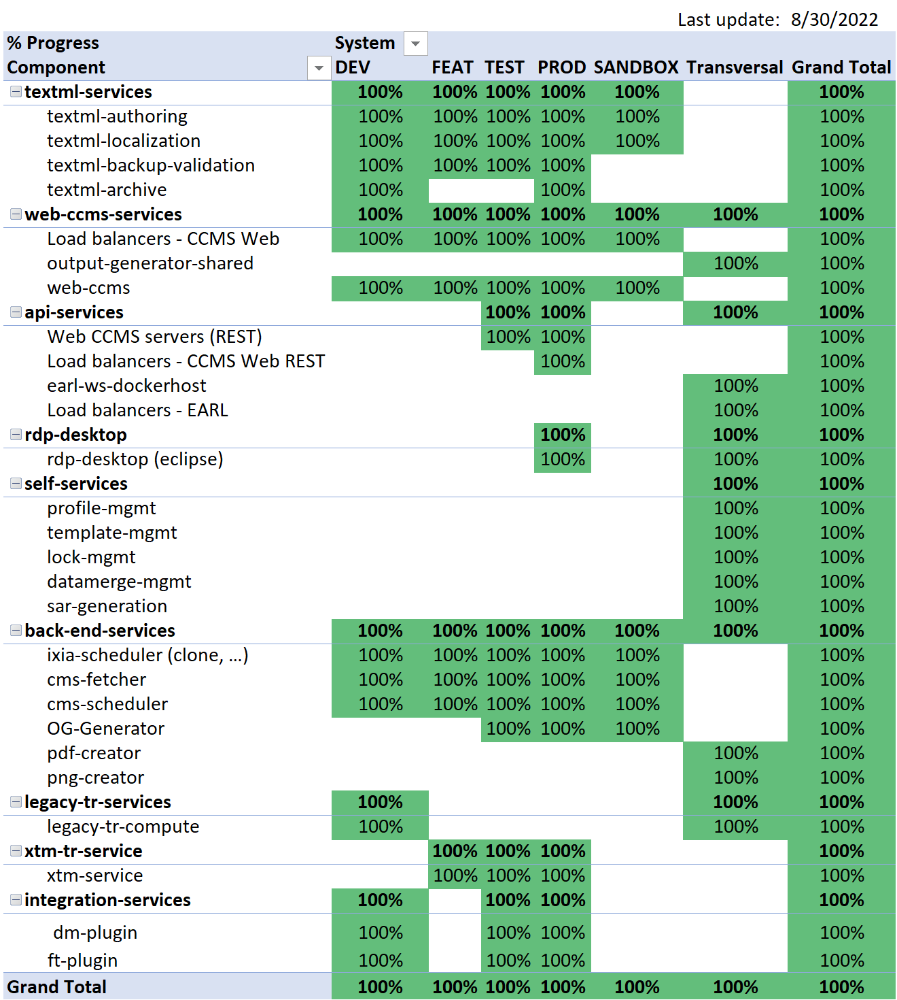 Last update: 8/30/2022
% Progress System
Component DEV FEAT TEST PROD SANDBOX Transversal Grand Total
textml-services 100% 100% 100% 100% 100% 100%
textml-authoring 100% 100% 100% 100% 100% 100%
textml-localization 100% 100% 100% 100% 100% 100%
textml-backup-validation 100% 100% 100% 100% 100%
textml-archive 100% 100% 100%
web-ccms-services 100% 100% 100% 100% 100% 100% 100%
Load balancers - CCMS Web 100% 100% 100% 100% 100% 100%
output-generator-shared 100% 100%
web-ccms 100% 100% 100% 100% 100% 100%
api-services 100% 100% 100% 100%
Web CCMS servers (REST) 100% 100% 100%
Load balancers - CCMS Web REST 100% 100%
earl-ws-dockerhost 100% 100%
Load balancers - EARL 100% 100%
rdp-desktop 100% 100% 100%
rdp-desktop (eclipse) 100% 100% 100%
self-services 100% 100%
profile-mgmt 100% 100%
template-mgmt 100% 100%
lock-mgmt 100% 100%
datamerge-mgmt 100% 100%
sar-generation 100% 100%
back-end-services 100% 100% 100% 100% 100% 100% 100%
ixia-scheduler (clone, ...) 100% 100% 100% 100% 100% 100%
cms-fetcher 100% 100% 100% 100% 100% 100%
cms-scheduler 100% 100% 100% 100% 100% 100%
OG-Generator 100% 100% 100% 100%
pdf-creator 100% 100%
png-creator 100% 100%
legacy-tr-services 100% 100% 100%
legacy-tr-compute 100% 100% 100%
xtm-tr-service 100% 100% 100% 100%
xtm-service 100% 100% 100% 100%
integration-services 100% 100% 100% 100%
dm-plugin 100% 100% 100% 100%
ft-plugin 100% 100% 100% 100%
Grand Total 100% 100% 100% 100% 100% 100% 100%